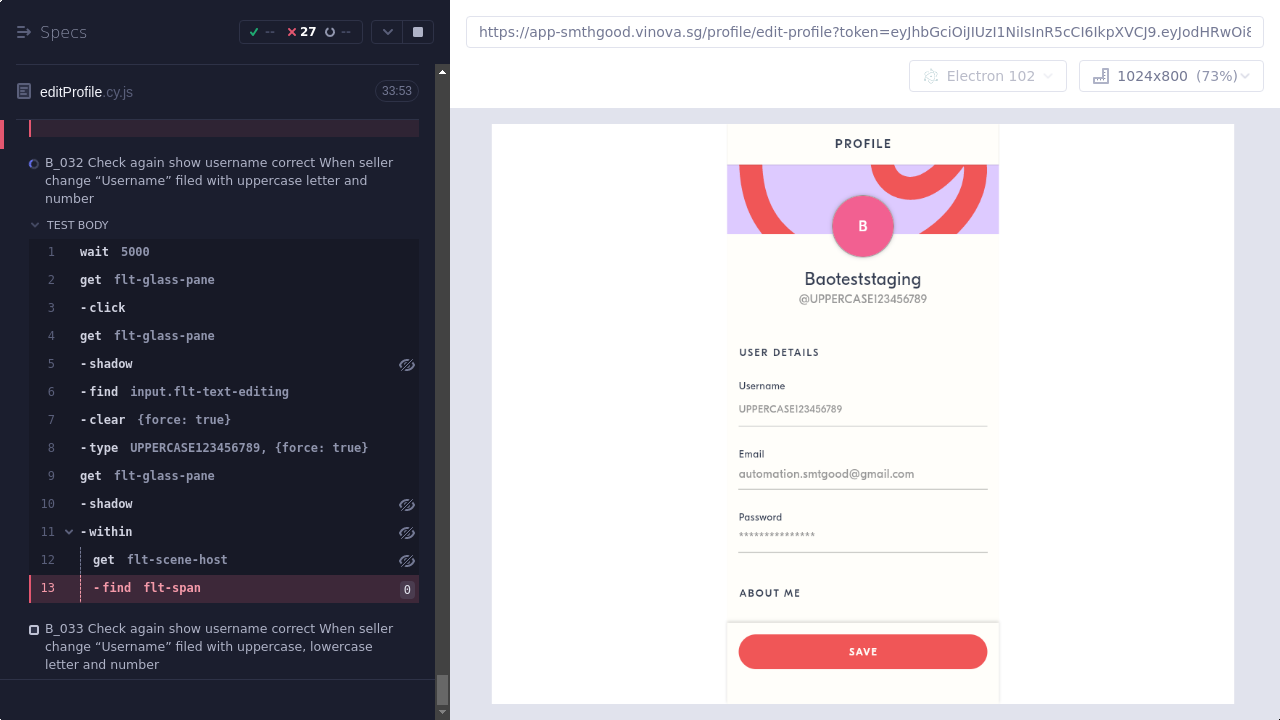 Specs
-- 27 --
editProfile.cy.js
33:53
B_032 Check again show username correct When seller
change “Username” filed with uppercase letter and
number
TEST BODY
1 wait 5000
2 get flt-glass-pane
3 -click
4 get flt-glass-pane
5 -shadow
6 -find input.flt-text-editing
7 -clear {force: true}
8 -type UPPERCASE123456789, {force: true}
9 get flt-glass-pane
10 -shadow
11 -within
12 get flt-scene-host
13 -find flt-span 0
B_033 Check again show username correct When seller
change “Username” filed with uppercase, lowercase
letter and number
https://app-smthgood.vinova.sg/profile/edit-profile?token=eyJhbGciOiJIUzI1NiIsInR5cCI6IkpXVCJ9.eyJodHRwOi8
Electron 102
1024x800 (73%)
PROFILE
B
Baoteststaging
@UPPERCASE123456789
USER DETAILS
Username
UPPERCASE123456789
Email
automation.smtgood@gmail.com
Password
***************
ABOUT ME
SAVE